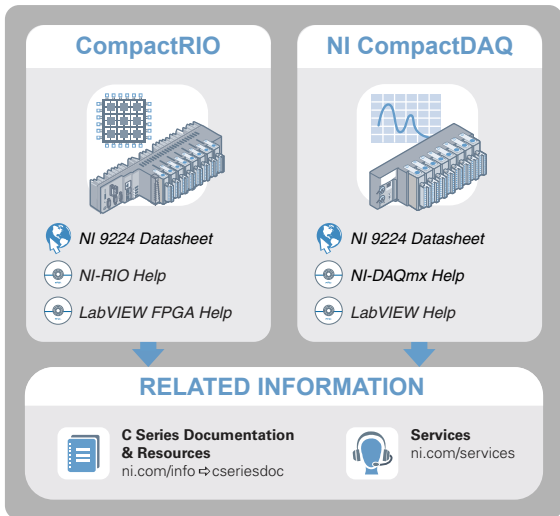 CompactRIO
NI 9224 Datasheet
NI-RIO Help
LabVIEW FPGA Help
NI CompactDAQ
NI 9224 Datasheet
NI-DAQmx Help
LabVIEW Help
RELATED INFORMATION
C Series Documentation
& Resources
ni.com/info ⇨ cseriesdoc
Services
ni.com/services